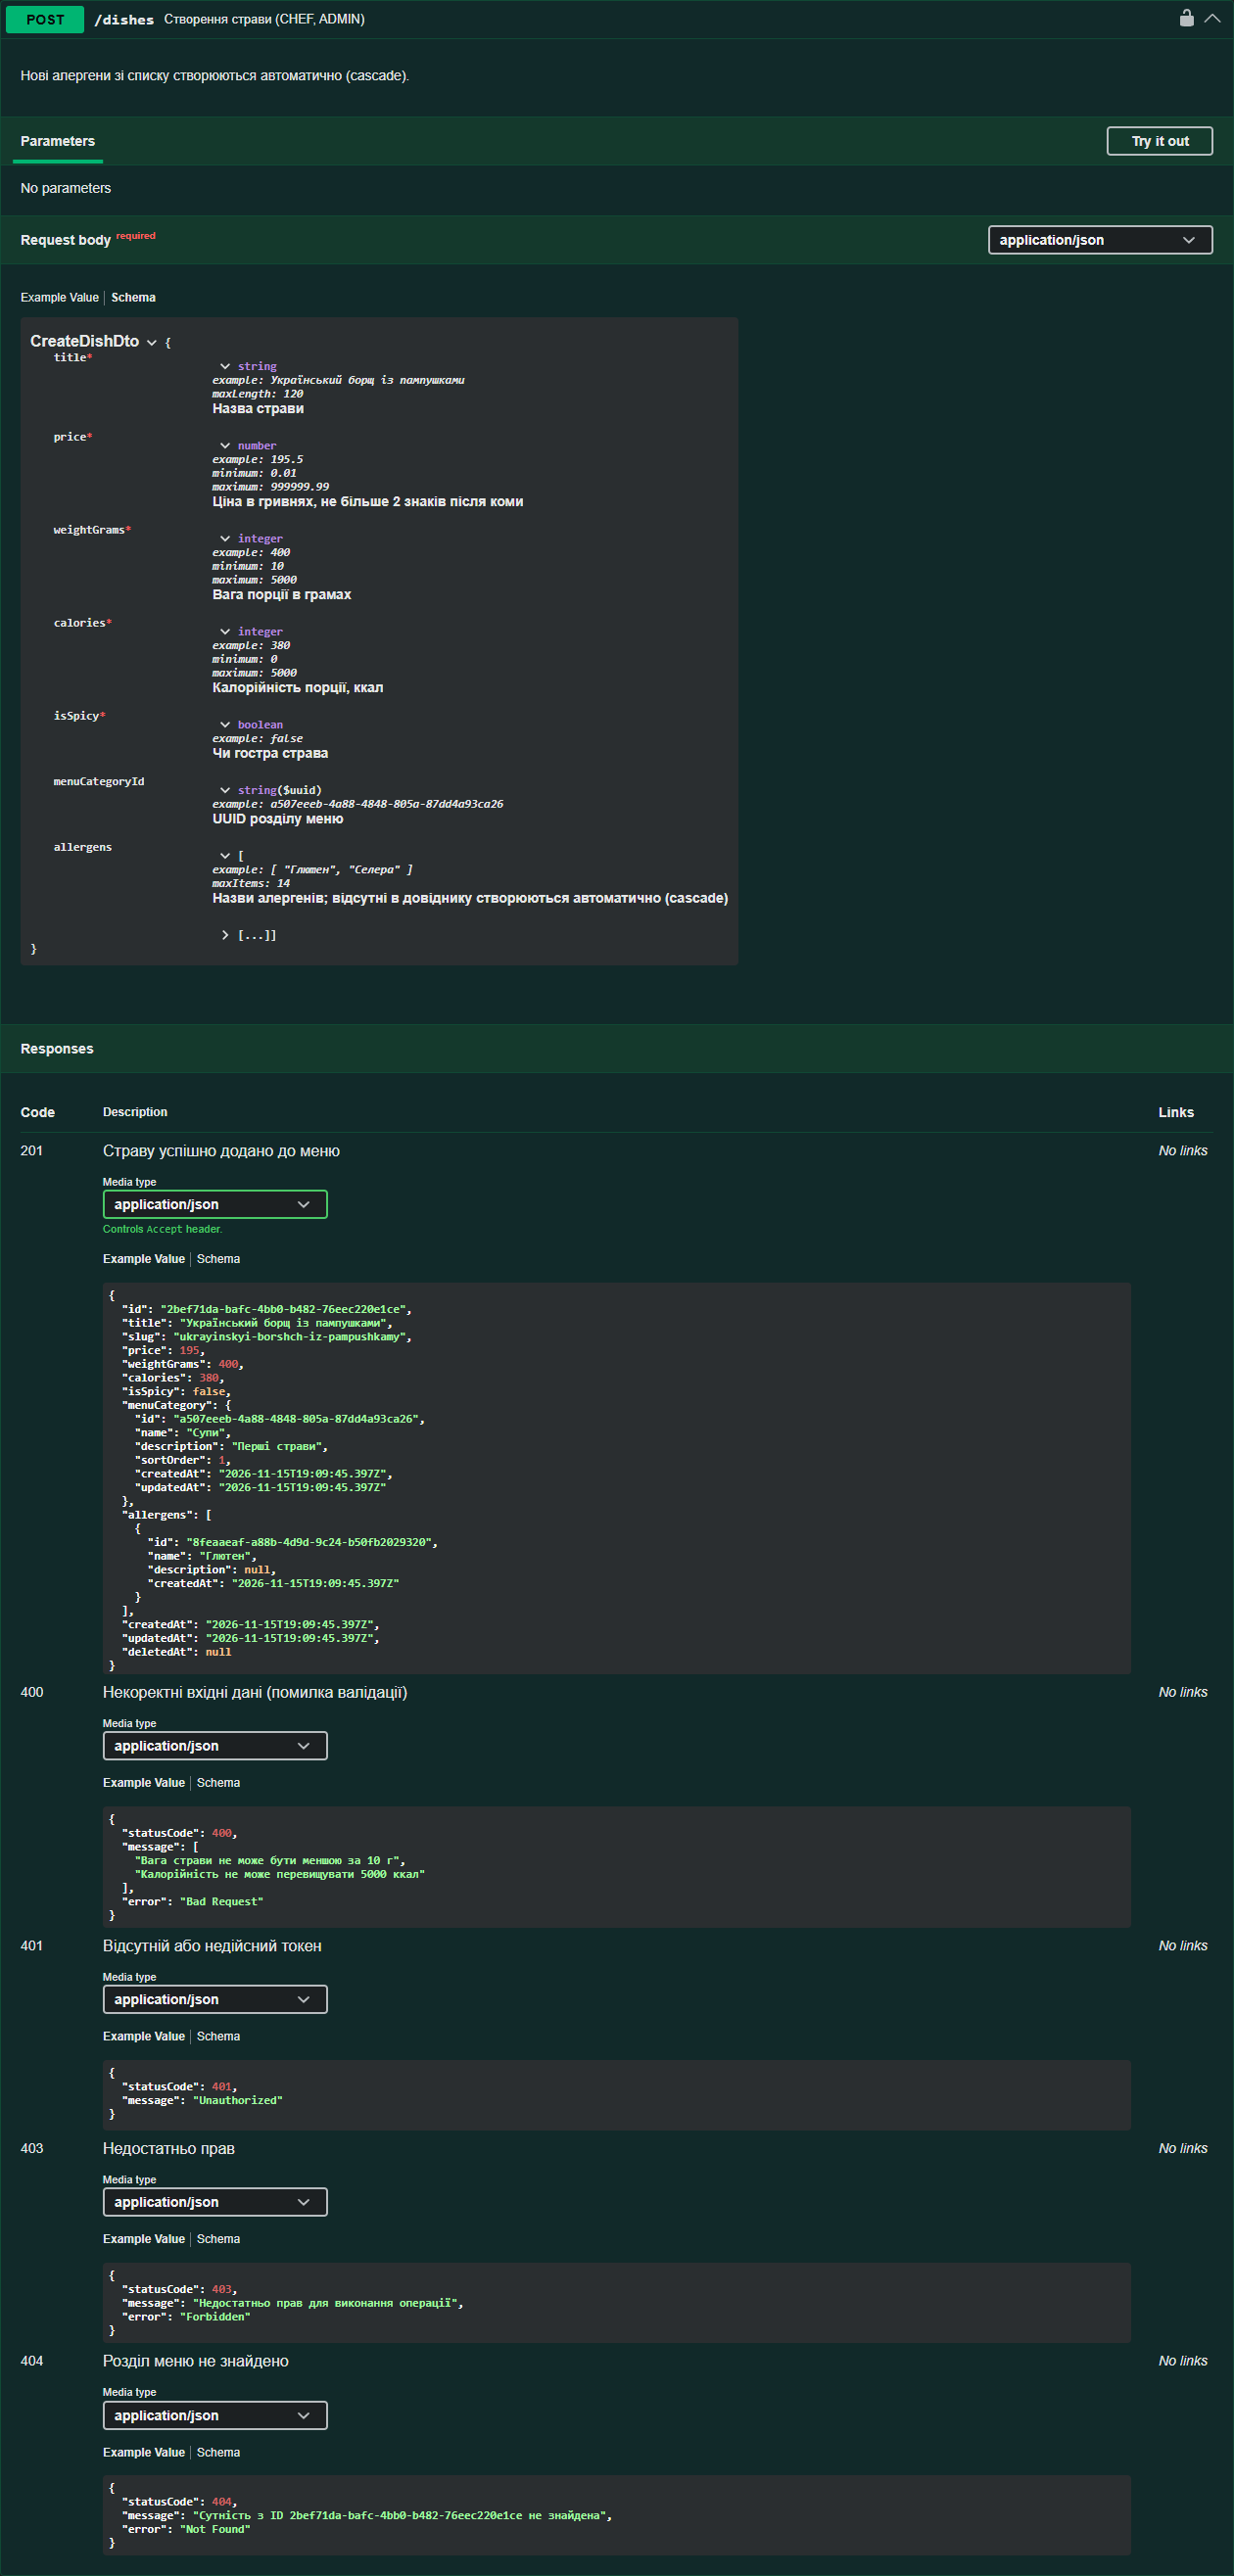 POST /dishes Створення страви (CHEF, ADMIN)
Нові алергени зі списку створюються автоматично (cascade).
Parameters Try it out
No parameters
Request body required application/json
Example Value Schema
CreateDishDto {
title*
string
example: Український борщ із пампушками
maxLength: 120
Назва страви
price*
number
example: 195.5
minimum: 0.01
maximum: 999999.99
Ціна в гривнях, не більше 2 знаків після коми
weightGrams*
integer
example: 400
minimum: 10
maximum: 5000
Вага порції в грамах
calories*
integer
example: 380
minimum: 0
maximum: 5000
Калорійність порції, ккал
isSpicy*
boolean
example: false
Чи гостра страва
menuCategoryId
string($uuid)
example: a507eeeb-4a88-4848-805a-87dd4a93ca26
UUID розділу меню
allergens
[
example: [ "Глютен", "Селера" ]
maxItems: 14
Назви алергенів; відсутні в довіднику створюються автоматично (cascade)
[...]]
}
Responses
Code Description Links
201 Страву успішно додано до меню No links
Media type
application/json
Controls Accept header.
Example Value Schema
{
"id": "2bef71da-bafc-4bb0-b482-76eec220e1ce",
"title": "Український борщ із пампушками",
"slug": "ukrayinskyi-borshch-iz-pampushkamy",
"price": 195,
"weightGrams": 400,
"calories": 380,
"isSpicy": false,
"menuCategory": {
"id": "a507eeeb-4a88-4848-805a-87dd4a93ca26",
"name": "Супи",
"description": "Перші страви",
"sortOrder": 1,
"createdAt": "2026-11-15T19:09:45.397Z",
"updatedAt": "2026-11-15T19:09:45.397Z"
},
"allergens": [
{
"id": "8feaaeaf-a88b-4d9d-9c24-b50fb2029320",
"name": "Глютен",
"description": null,
"createdAt": "2026-11-15T19:09:45.397Z"
}
],
"createdAt": "2026-11-15T19:09:45.397Z",
"updatedAt": "2026-11-15T19:09:45.397Z",
"deletedAt": null
}
400 Некоректні вхідні дані (помилка валідації) No links
Media type
application/json
Example Value Schema
{
"statusCode": 400,
"message": [
"Вага страви не може бути меншою за 10 г",
"Калорійність не може перевищувати 5000 ккал"
],
"error": "Bad Request"
}
401 Відсутній або недійсний токен No links
Media type
application/json
Example Value Schema
{
"statusCode": 401,
"message": "Unauthorized"
}
403 Недостатньо прав No links
Media type
application/json
Example Value Schema
{
"statusCode": 403,
"message": "Недостатньо прав для виконання операції",
"error": "Forbidden"
}
404 Розділ меню не знайдено No links
Media type
application/json
Example Value Schema
{
"statusCode": 404,
"message": "Сутність з ID 2bef71da-bafc-4bb0-b482-76eec220e1ce не знайдена",
"error": "Not Found"
}